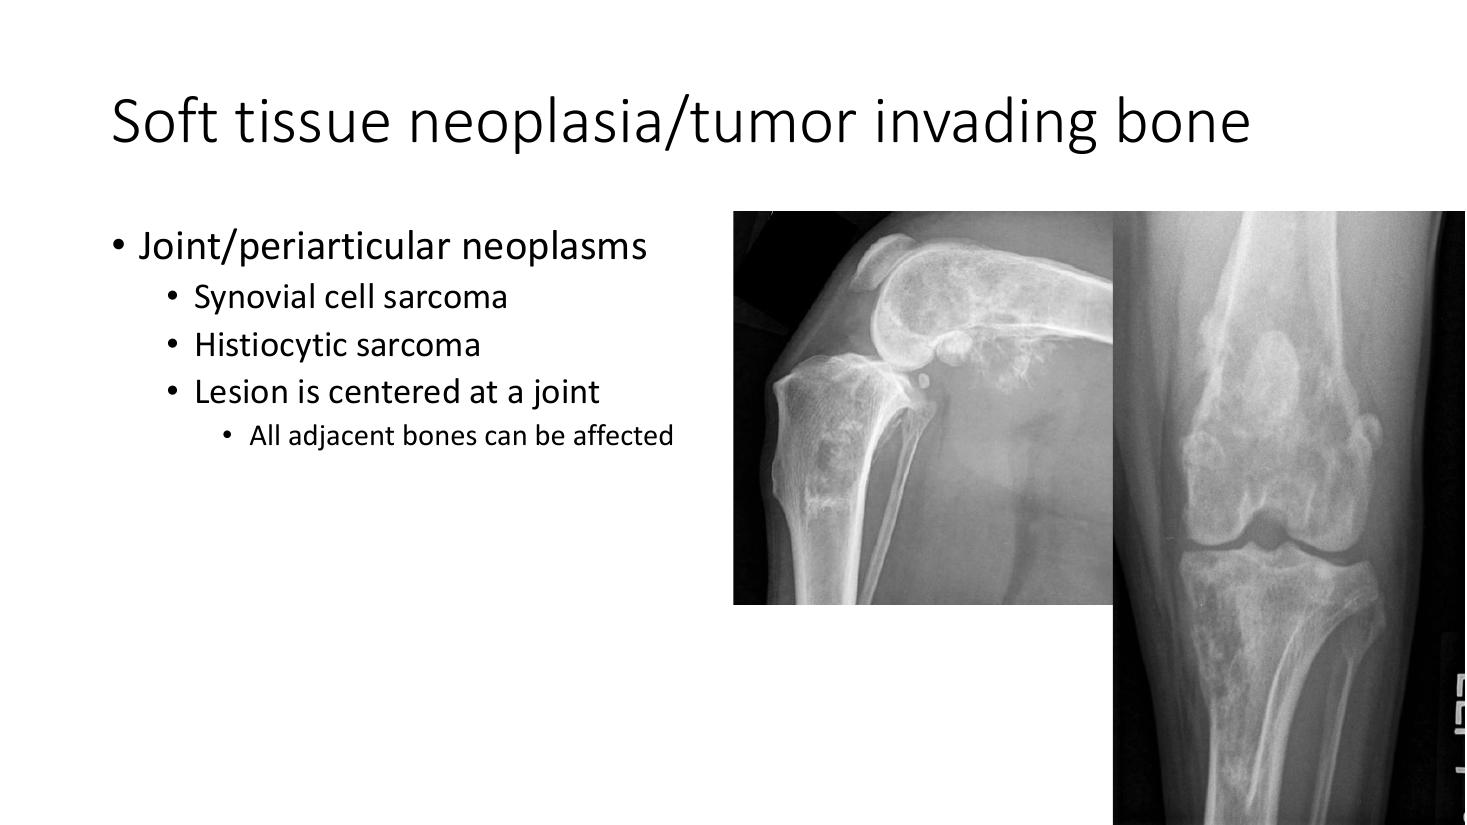 Soft tissue neoplasia/tumor invading bone
• Joint/periarticular neoplasms
• Synovial cell sarcoma
• Histiocytic sarcoma
• Lesion is centered at a joint
• All adjacent bones can be affected